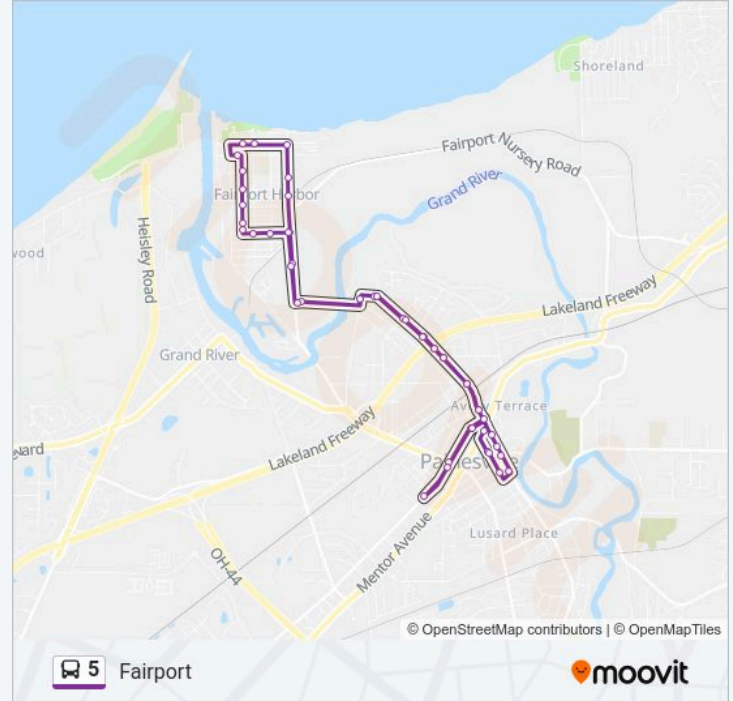 Shoreland
Fairport Nursery Road
Grand River
Fairport Harbor
Heisley Road
wood
Lakeland Freeway
Grand River
Avery Terrace
Lakeland Freeway
Painesville
Lusard Place
Mentor Avenue
OH-44
© OpenStreetMap contributors | © OpenMapTiles
5 Fairport
moovit